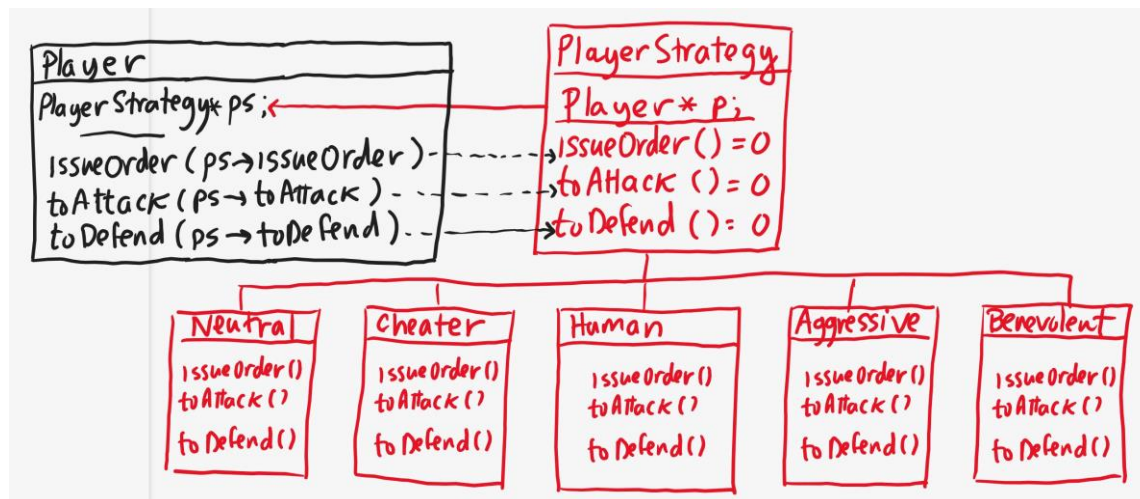 Player
PlayerStrategy* ps;
issueOrder (ps→issueOrder)
toAttack (ps→toAttack)
toDefend (ps→toDefend)
PlayerStrategy
Player* p;
issueOrder () = 0
toAttack () = 0
toDefend () = 0
Neutral
issueOrder ()
toAttack ()
toDefend ()
Cheater
issueOrder ()
toAttack ()
toDefend ()
Human
issueOrder ()
toAttack ()
toDefend ()
Aggressive
issueOrder ()
toAttack ()
toDefend ()
Benevolent
issueOrder ()
toAttack ()
toDefend ()